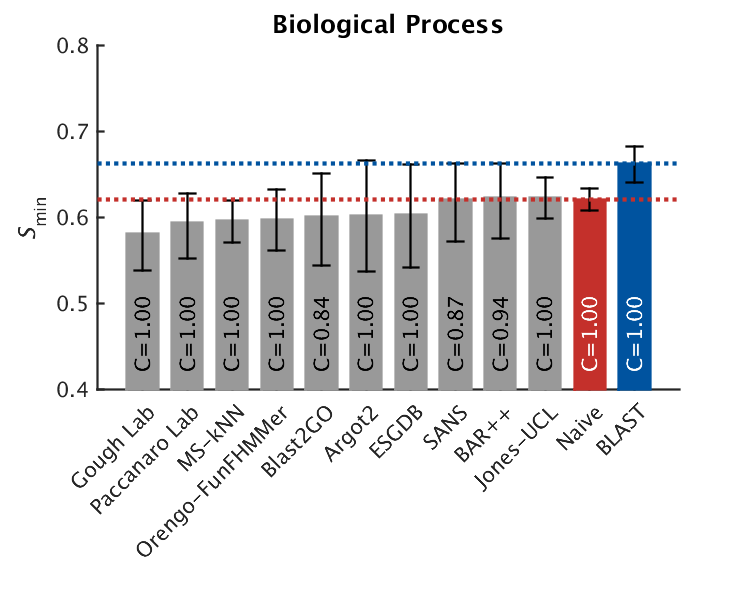 Biological Process
0.8
0.7
0.6
0.5
0.4
Smin
C=1.00
C=1.00
C=1.00
C=1.00
C=0.84
C=1.00
C=1.00
C=0.87
C=0.94
C=1.00
C=1.00
C=1.00
Gough Lab
Paccanaro Lab
MS-kNN
Orengo-FunFHMMer
Blast2GO
Argot2
ESGDB
SANS
BAR++
Jones-UCL
Naive
BLAST